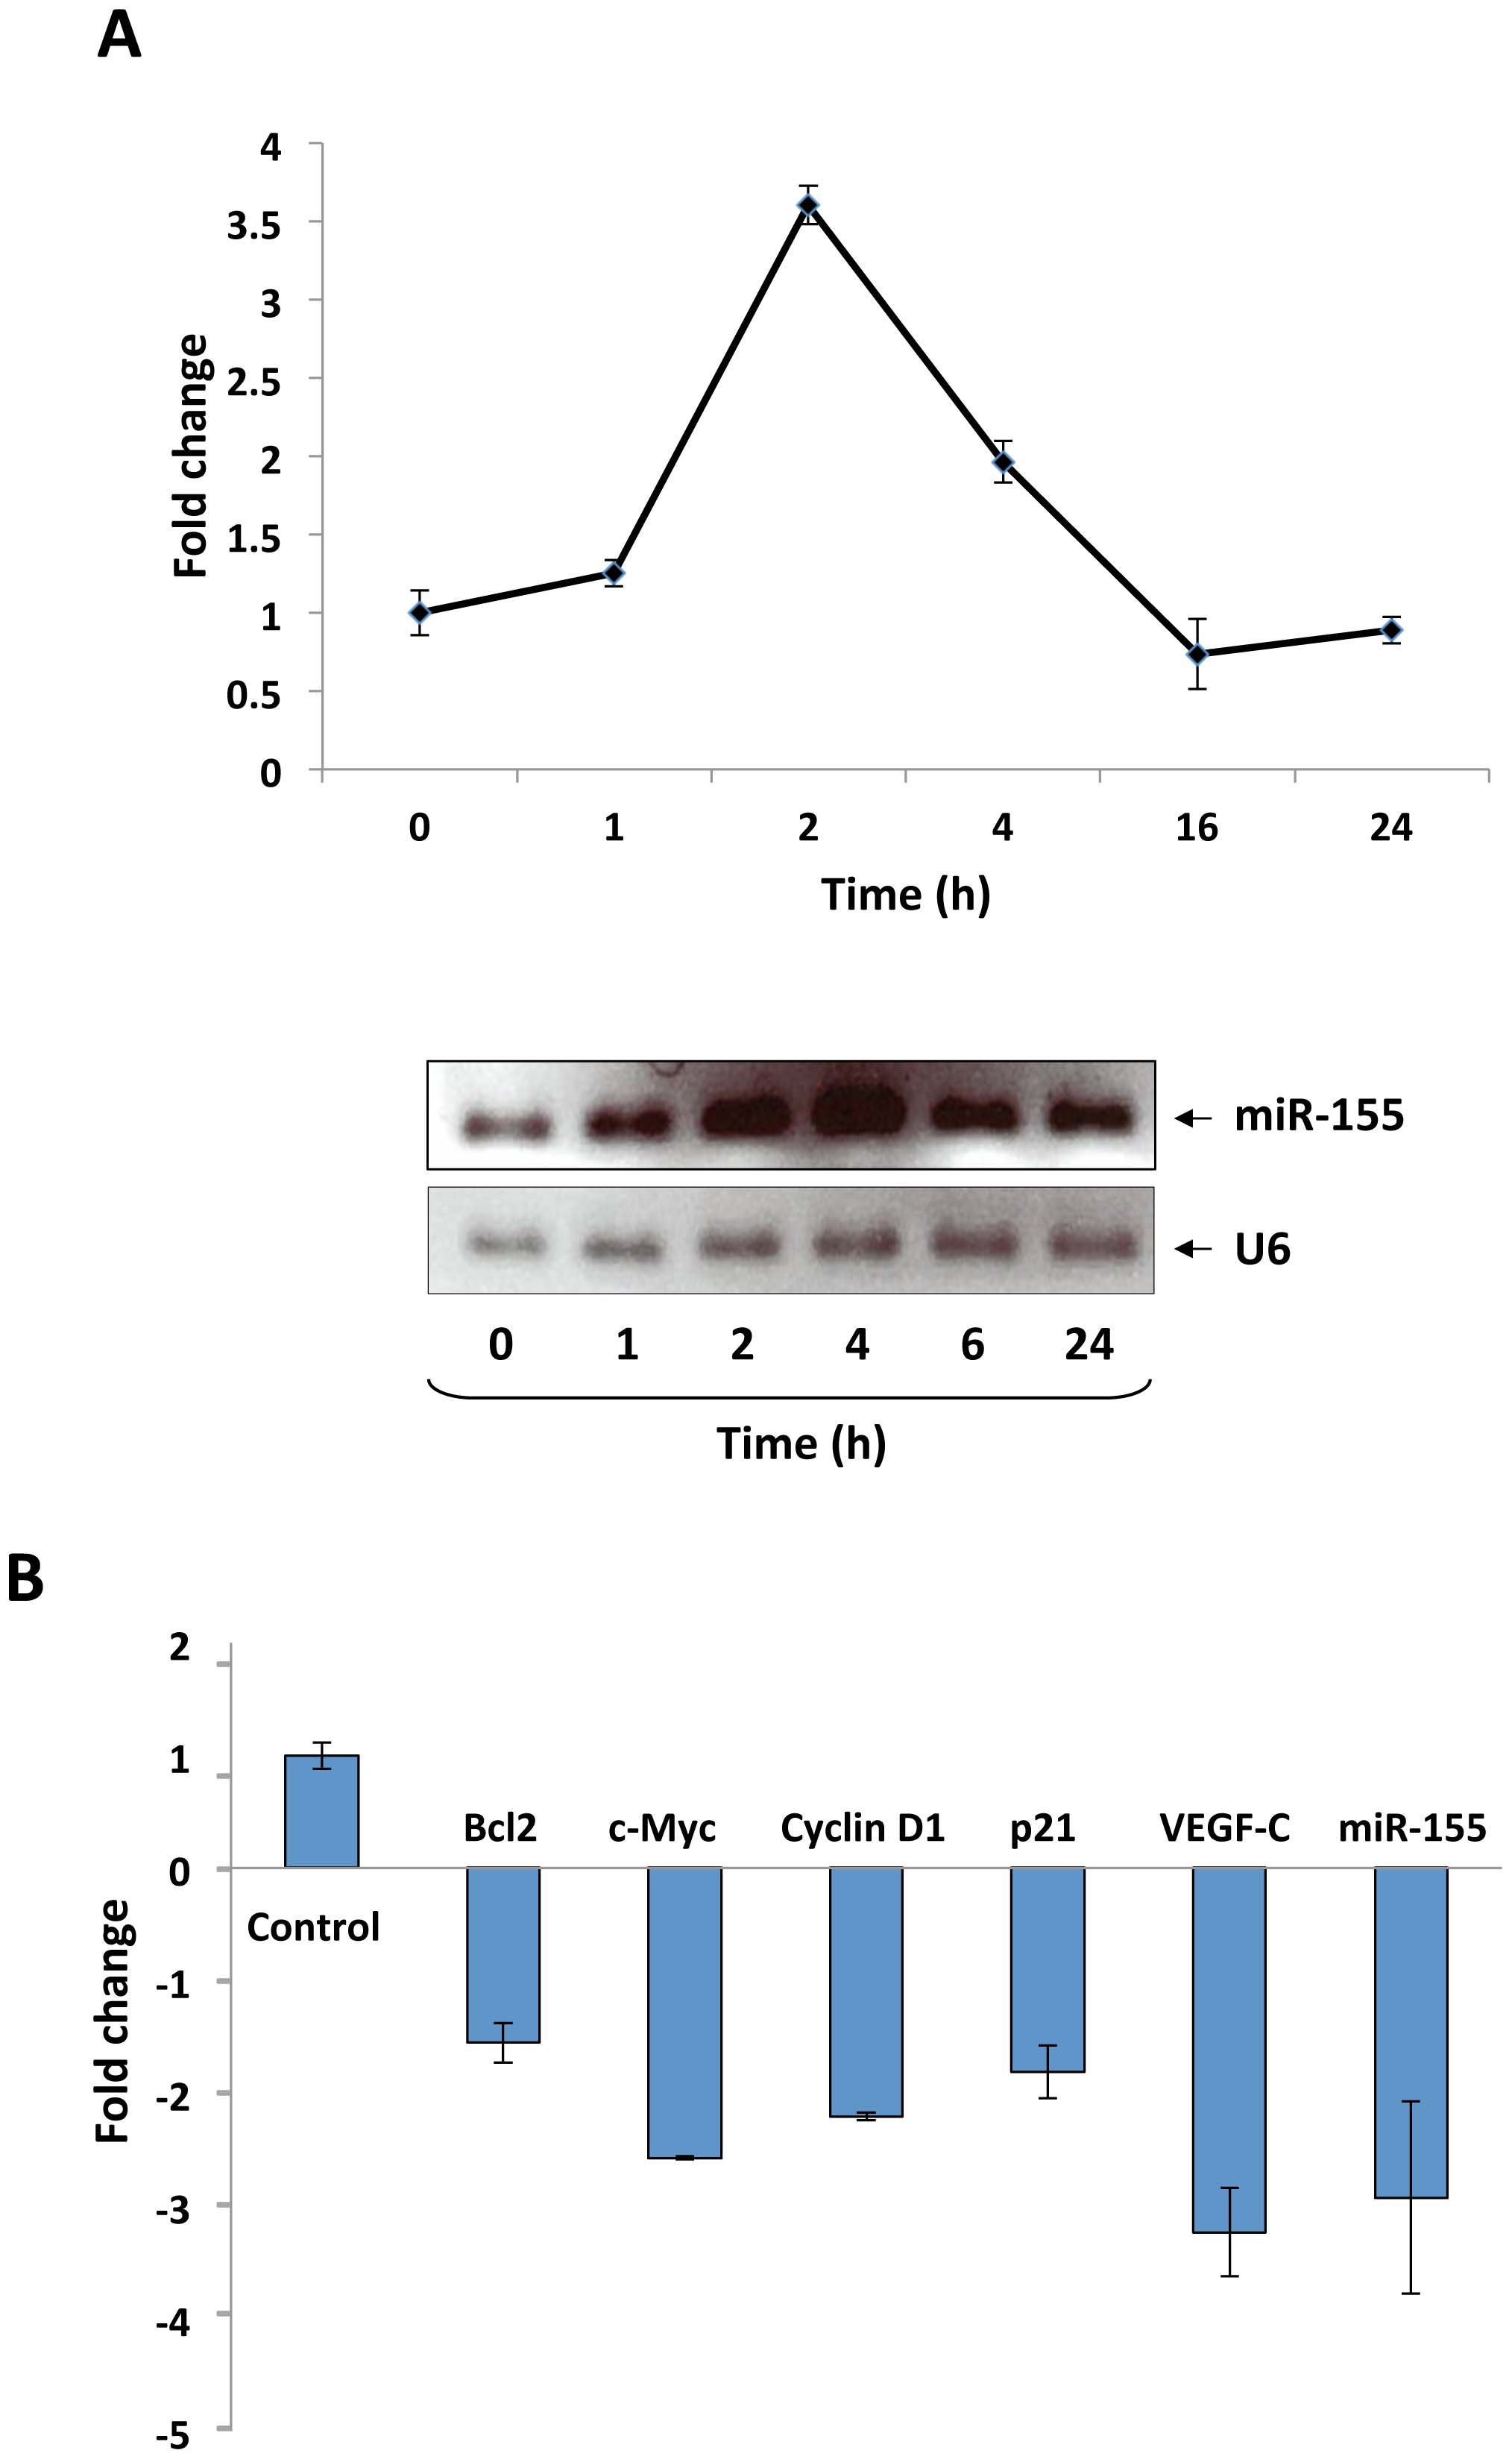 A
4
3.5
3
2.5
2
1.5
1
0.5
0
Fold change
0 1 2 4 16 24
Time (h)
miR-155
U6
0 1 2 4 6 24
Time (h)
B
2
1
0
-1
-2
-3
-4
-5
Fold change
Bcl2 c-Myc Cyclin D1 p21 VEGF-C miR-155
Control